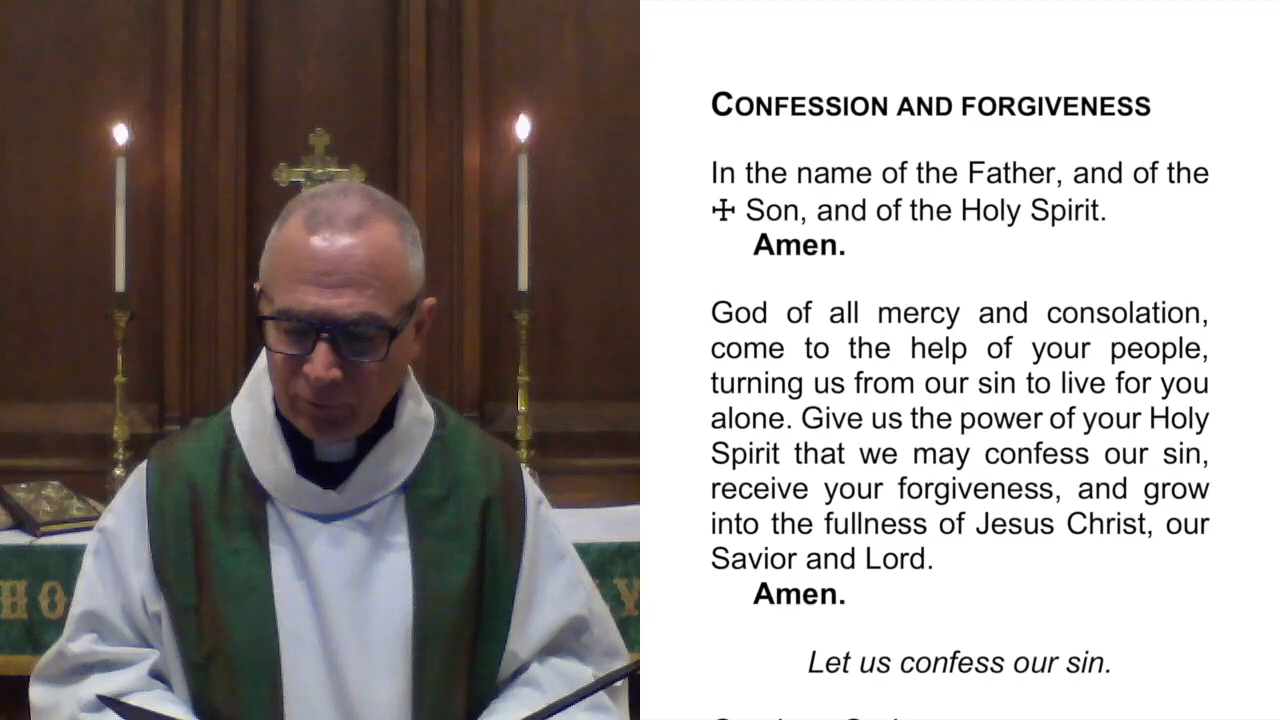 CONFESSION AND FORGIVENESS
In the name of the Father, and of the
☩ Son, and of the Holy Spirit.
Amen.
God of all mercy and consolation,
come to the help of your people,
turning us from our sin to live for you
alone. Give us the power of your Holy
Spirit that we may confess our sin,
receive your forgiveness, and grow
into the fullness of Jesus Christ, our
Savior and Lord.
Amen.
Let us confess our sin.
HO
LY